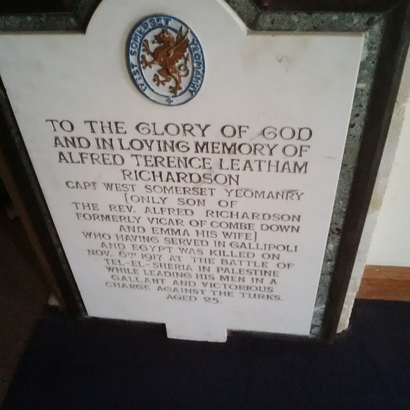 WEST SOMERSET YEOMANRY
TO THE GLORY OF GOD
AND IN LOVING MEMORY OF
ALFRED TERENCE LEATHAM
RICHARDSON
CAPT WEST SOMERSET YEOMANRY
[ONLY SON OF
THE REV. ALFRED RICHARDSON
FORMERLY VICAR OF COMBE DOWN
AND EMMA HIS WIFE]
WHO HAVING SERVED IN GALLIPOLI
AND EGYPT WAS KILLED ON
NOV. 6TH 1917 AT THE BATTLE OF
TEL-EL-SHERIA IN PALESTINE
WHILE LEADING HIS MEN IN A
GALLANT AND VICTORIOUS
CHARGE AGAINST THE TURKS.
AGED 25.